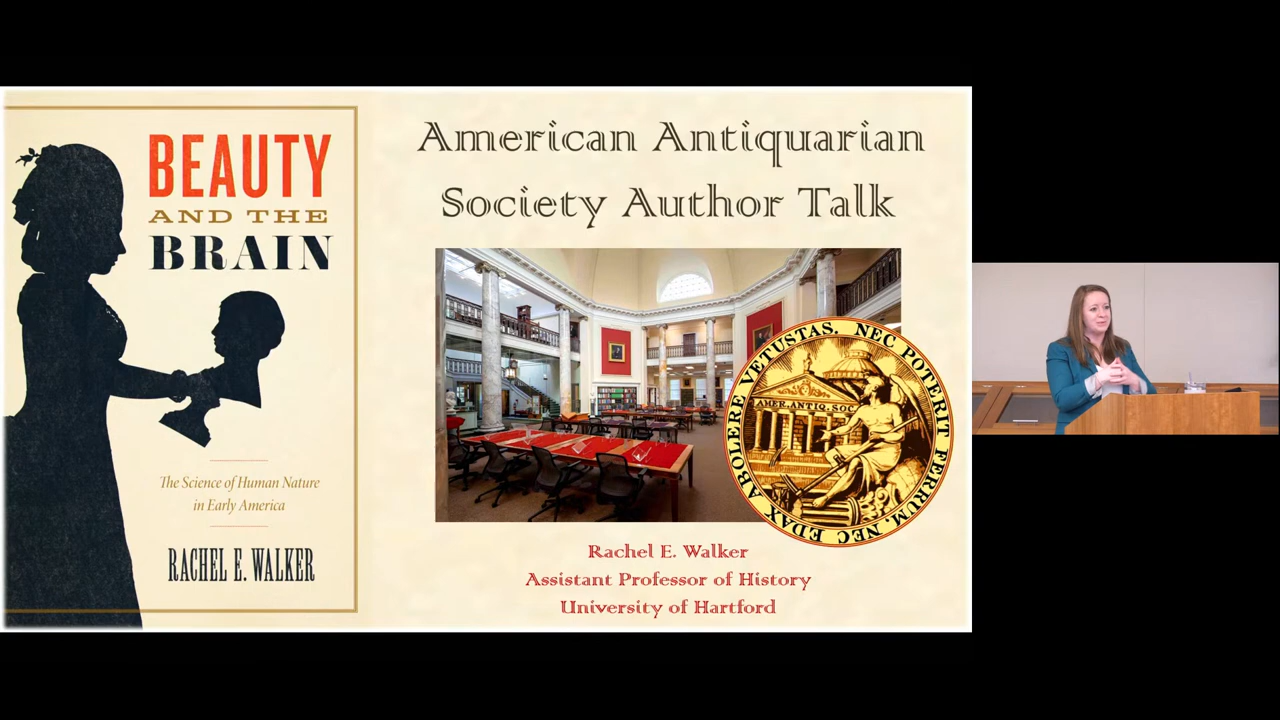 BEAUTY
AND THE
BRAIN
The Science of Human Nature
in Early America
RACHEL E. WALKER
American Antiquarian
Society Author Talk
AMER. ANTIQ. SOC
VETUSTAS. NEC POTERIT FERRUM, NEC EDAX ABOLERE
Rachel E. Walker
Assistant Professor of History
University of Hartford